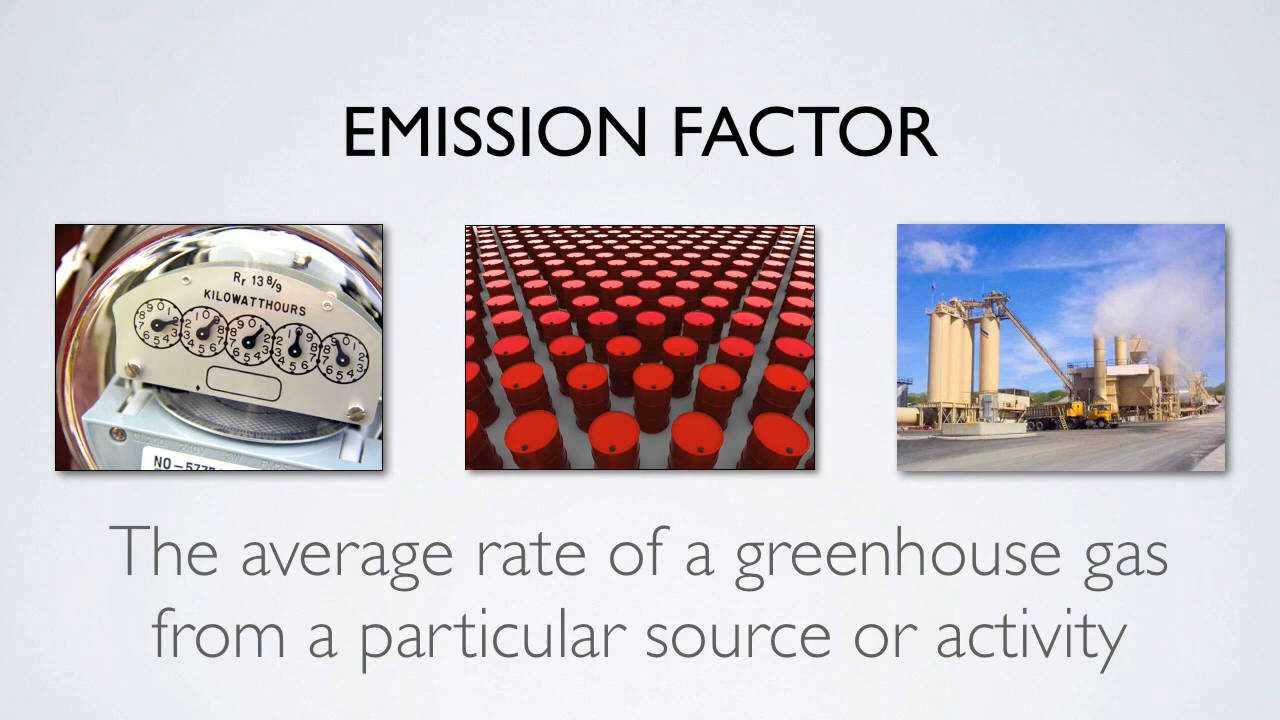 EMISSION FACTOR
Rr 13 8/9
KILOWATTHOURS
The average rate of a greenhouse gas
from a particular source or activity